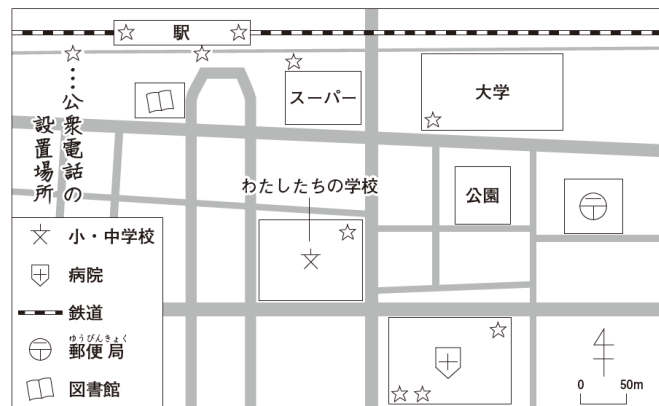 駅
スーパー
大学
☆…公衆電話の
設置場所
わたしたちの学校
公園
小・中学校
病院
鉄道
ゆうびんきょく
郵便局
図書館
0 50m